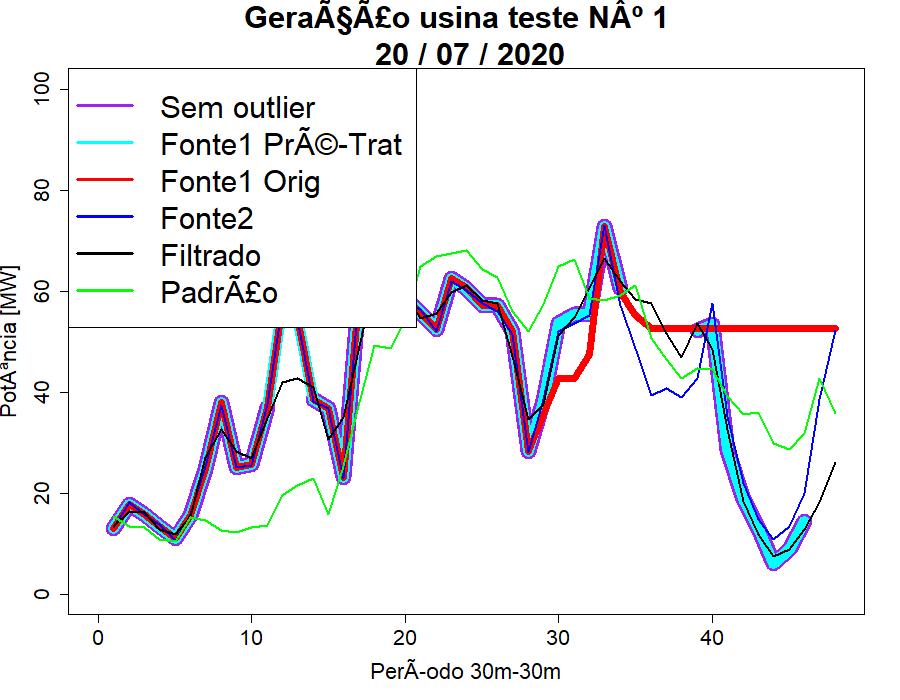 GeraÃ§Ã£o usina teste NÂº 1
20 / 07 / 2020
Sem outlier
Fonte1 PrÃ©-Trat
Fonte1 Orig
Fonte2
Filtrado
PadrÃ£o
PotÃªncia [MW]
100
80
60
40
20
0
0 10 20 30 40
PerÃ­odo 30m-30m